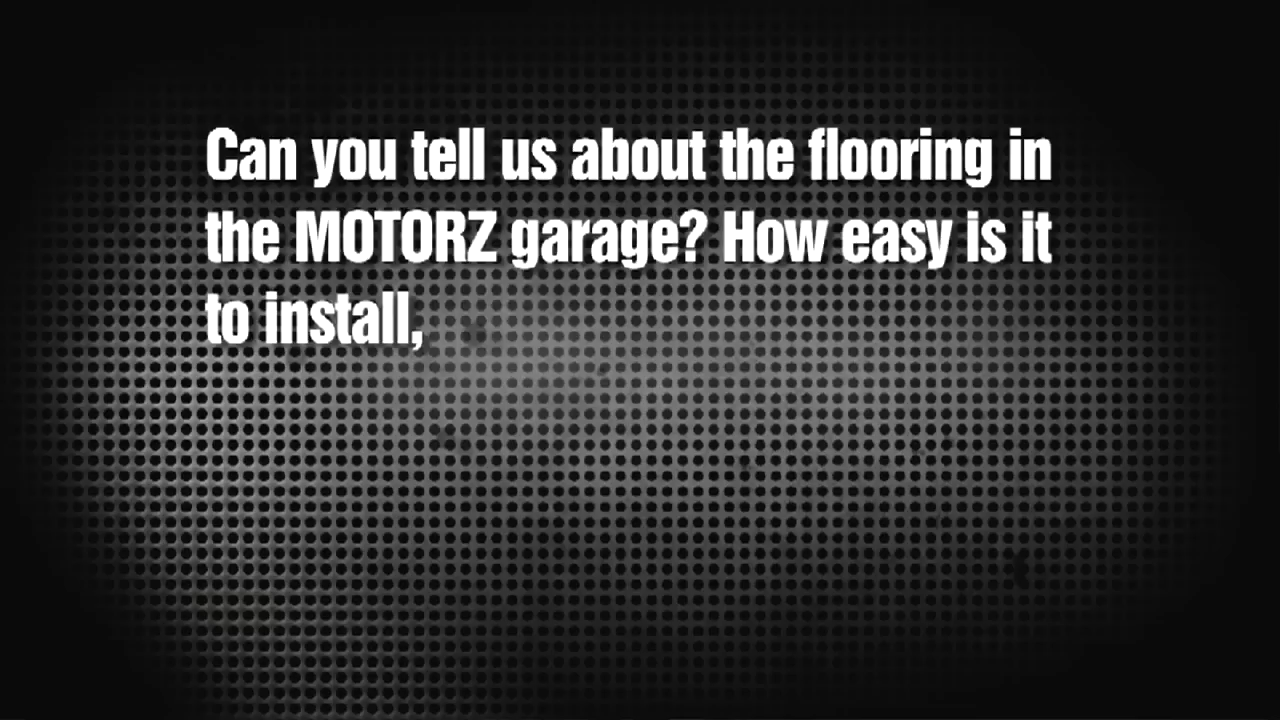 Can you tell us about the flooring in
the MOTORZ garage? How easy is it
to install,